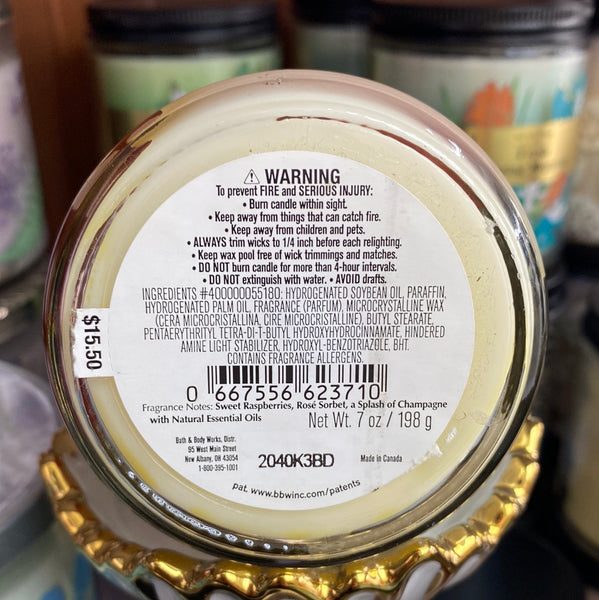 ⚠ WARNING
To prevent FIRE and SERIOUS INJURY:
• Burn candle within sight.
• Keep away from things that can catch fire.
• Keep away from children and pets.
• ALWAYS trim wicks to 1/4 inch before each relighting.
• Keep wax pool free of wick trimmings and matches.
• DO NOT burn candle for more than 4-hour intervals.
• DO NOT extinguish with water. • AVOID drafts.
INGREDIENTS #400000055180: HYDROGENATED SOYBEAN OIL, PARAFFIN,
HYDROGENATED PALM OIL, FRAGRANCE (PARFUM), MICROCRYSTALLINE WAX
(CERA MICROCRISTALLINA, CIRE MICROCRISTALLINE), BUTYL STEARATE,
PENTAERYTHRITYL TETRA-DI-T-BUTYL HYDROXYHYDROCINNAMATE, HINDERED
AMINE LIGHT STABILIZER, HYDROXYL-BENZOTRIAZOLE, BHT.
CONTAINS FRAGRANCE ALLERGENS.
$15.50
0 667556 623710
Fragrance Notes: Sweet Raspberries, Rosé Sorbet, a Splash of Champagne
with Natural Essential Oils
Net Wt. 7 oz / 198 g
Bath & Body Works, Distr.
95 West Main Street
New Albany, OH 43054
1-800-395-1001
2040K3BD
Made in Canada
pat. www.bbwinc.com/patents